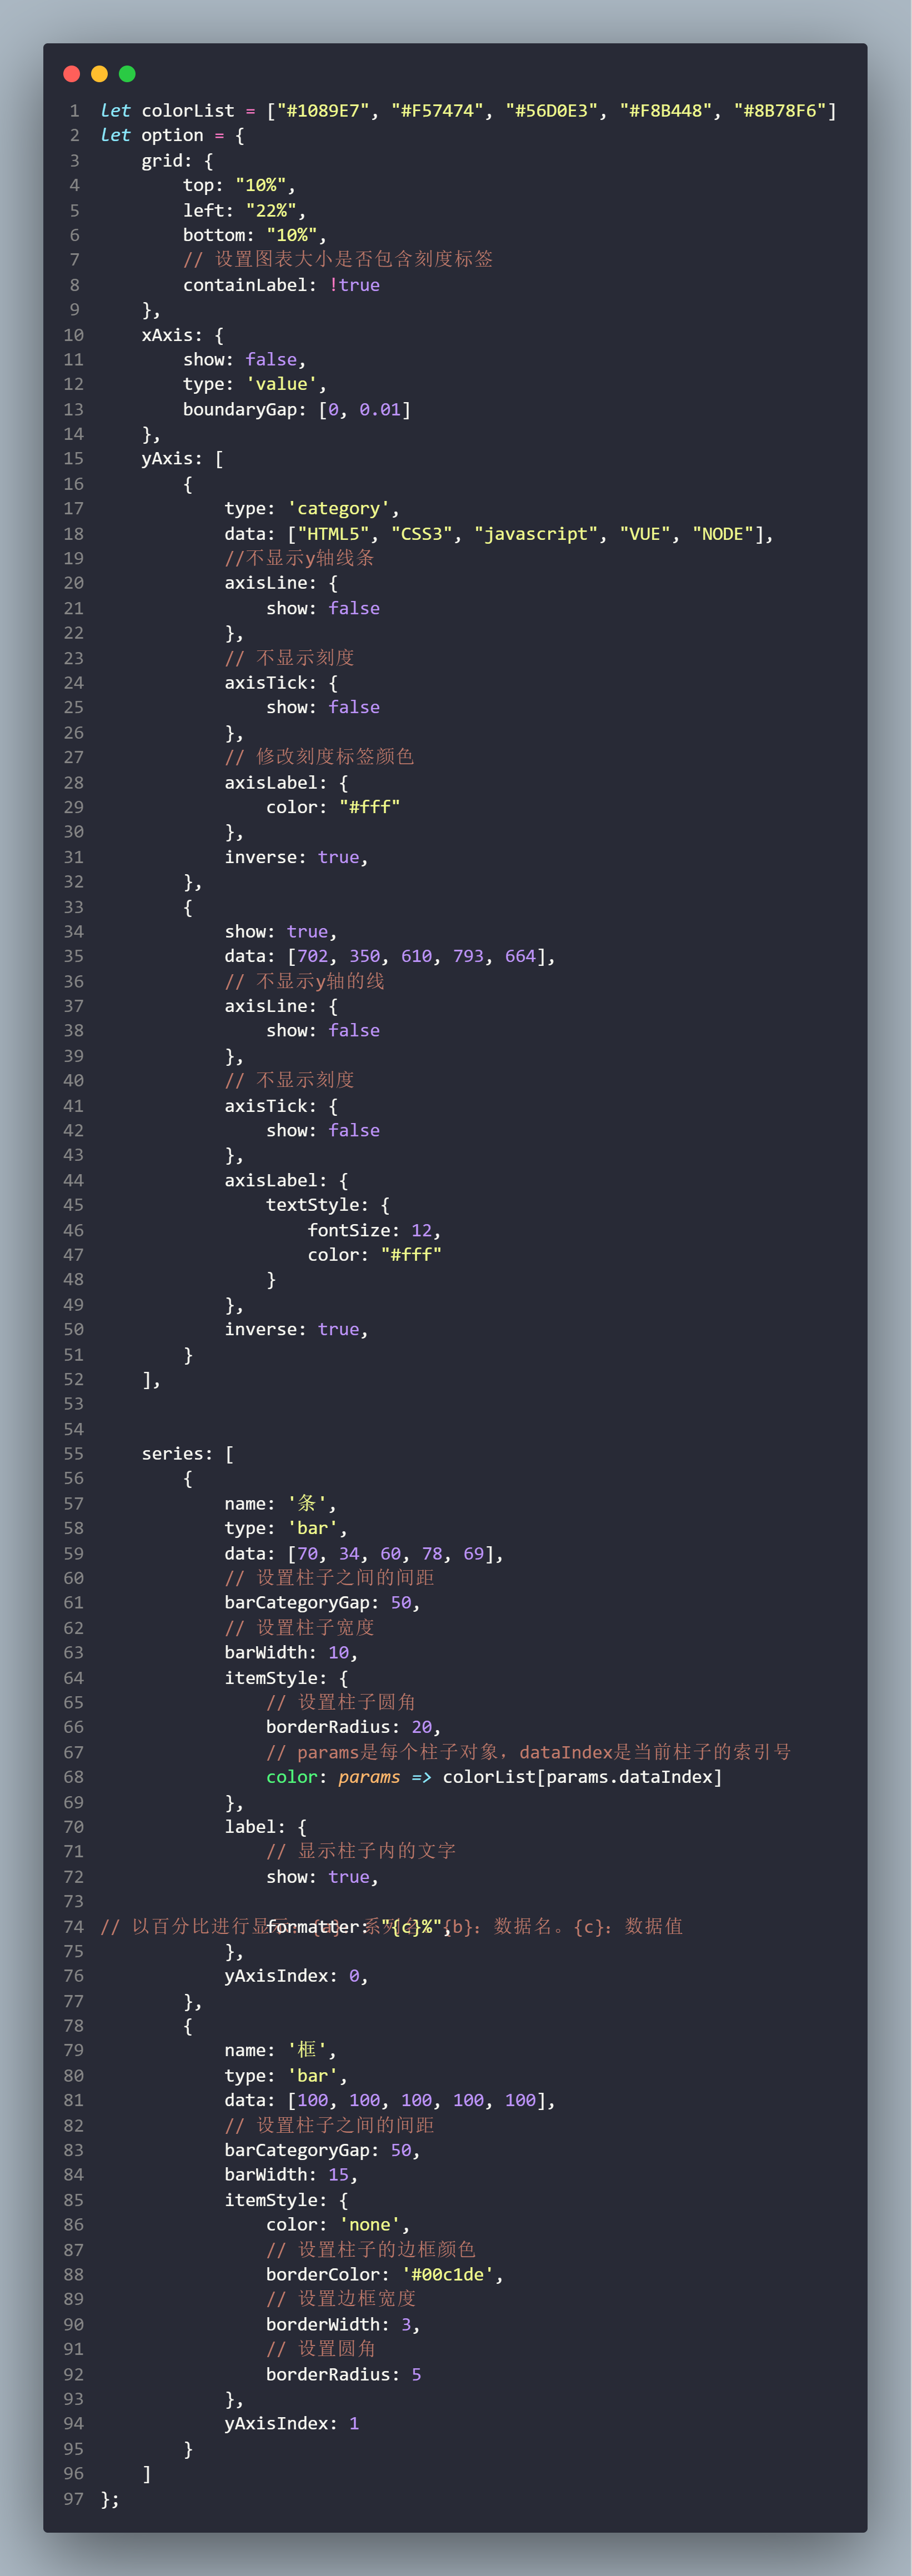 1 let colorList = ["#1089E7", "#F57474", "#56D0E3", "#F8B448", "#8B78F6"]
2 let option = {
3     grid: {
4         top: "10%",
5         left: "22%",
6         bottom: "10%",
7         // 设置图表大小是否包含刻度标签
8         containLabel: !true
9     },
10     xAxis: {
11         show: false,
12         type: 'value',
13         boundaryGap: [0, 0.01]
14     },
15     yAxis: [
16         {
17             type: 'category',
18             data: ["HTML5", "CSS3", "javascript", "VUE", "NODE"],
19             //不显示y轴线条
20             axisLine: {
21                 show: false
22             },
23             // 不显示刻度
24             axisTick: {
25                 show: false
26             },
27             // 修改刻度标签颜色
28             axisLabel: {
29                 color: "#fff"
30             },
31             inverse: true,
32         },
33         {
34             show: true,
35             data: [702, 350, 610, 793, 664],
36             // 不显示y轴的线
37             axisLine: {
38                 show: false
39             },
40             // 不显示刻度
41             axisTick: {
42                 show: false
43             },
44             axisLabel: {
45                 textStyle: {
46                     fontSize: 12,
47                     color: "#fff"
48                 }
49             },
50             inverse: true,
51         }
52     ],
53
54
55     series: [
56         {
57             name: '条',
58             type: 'bar',
59             data: [70, 34, 60, 78, 69],
60             // 设置柱子之间的间距
61             barCategoryGap: 50,
62             // 设置柱子宽度
63             barWidth: 10,
64             itemStyle: {
65                 // 设置柱子圆角
66                 borderRadius: 20,
67                 // params是每个柱子对象，dataIndex是当前柱子的索引号
68                 color: params => colorList[params.dataIndex]
69             },
70             label: {
71                 // 显示柱子内的文字
72                 show: true,
73
74 // 以百分比进行显示 系列 {b}：数据名。{c}：数据值 formatter: "{c}%",
75             },
76             yAxisIndex: 0,
77         },
78         {
79             name: '框',
80             type: 'bar',
81             data: [100, 100, 100, 100, 100],
82             // 设置柱子之间的间距
83             barCategoryGap: 50,
84             barWidth: 15,
85             itemStyle: {
86                 color: 'none',
87                 // 设置柱子的边框颜色
88                 borderColor: '#00c1de',
89                 // 设置边框宽度
90                 borderWidth: 3,
91                 // 设置圆角
92                 borderRadius: 5
93             },
94             yAxisIndex: 1
95         }
96     ]
97 };